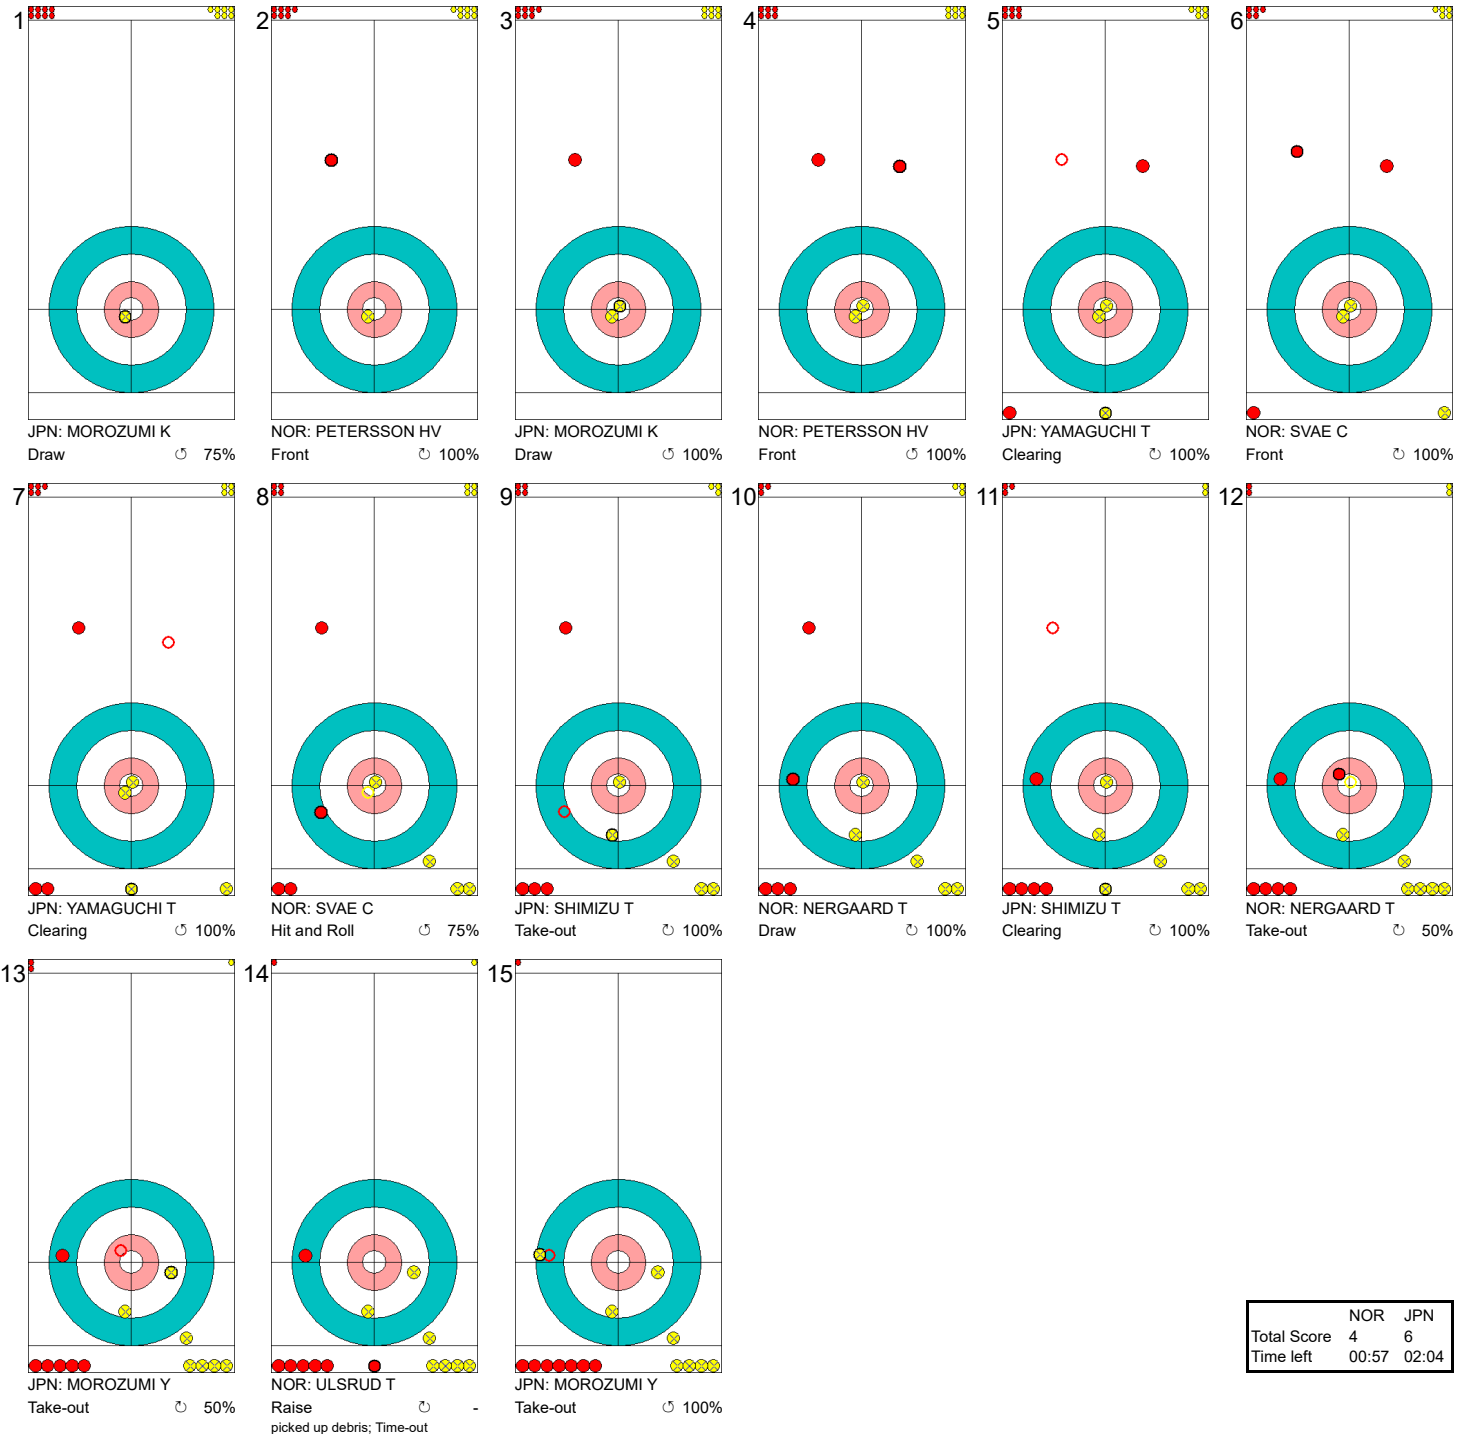 1 2 3 4 5 6
JPN: MOROZUMI K NOR: PETERSSON HV JPN: MOROZUMI K NOR: PETERSSON HV JPN: YAMAGUCHI T NOR: SVAE C
Draw ↺ 75% Front ↻ 100% Draw ↺ 100% Front ↻ 100% Clearing ↻ 100% Front ↻ 100%
7 8 9 10 11 12
JPN: YAMAGUCHI T NOR: SVAE C JPN: SHIMIZU T NOR: NERGAARD T JPN: SHIMIZU T NOR: NERGAARD T
Clearing ↺ 100% Hit and Roll ↺ 75% Take-out ↺ 100% Draw ↻ 100% Clearing ↺ 100% Take-out ↻ 50%
13 14 15
JPN: MOROZUMI Y NOR: ULSRUD T JPN: MOROZUMI Y
Take-out ↻ 50% Raise ↻ - Take-out ↺ 100%
picked up debris; Time-out
NOR JPN
Total Score 4 6
Time left 00:57 02:04